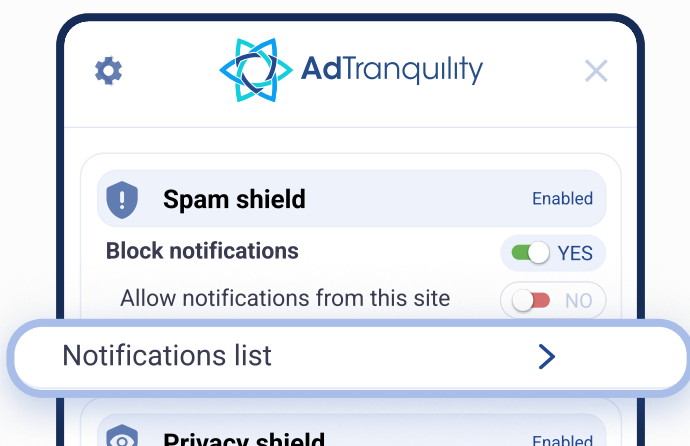 AdTranquility
Spam shield Enabled
Block notifications YES
Allow notifications from this site NO
Notifications list
Privacy shield Enabled